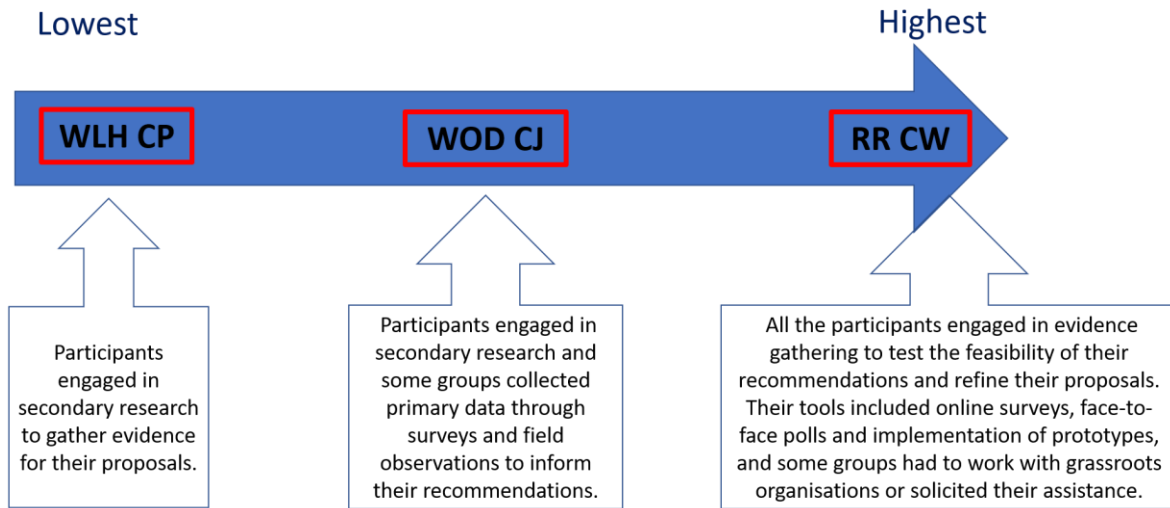 Lowest
Highest
WLH CP
WOD CJ
RR CW
Participants
engaged in
secondary research
to gather evidence
for their proposals.
Participants engaged in
secondary research and
some groups collected
primary data through
surveys and field
observations to inform
their recommendations.
All the participants engaged in evidence
gathering to test the feasibility of their
recommendations and refine their proposals.
Their tools included online surveys, face-to-
face polls and implementation of prototypes,
and some groups had to work with grassroots
organisations or solicited their assistance.